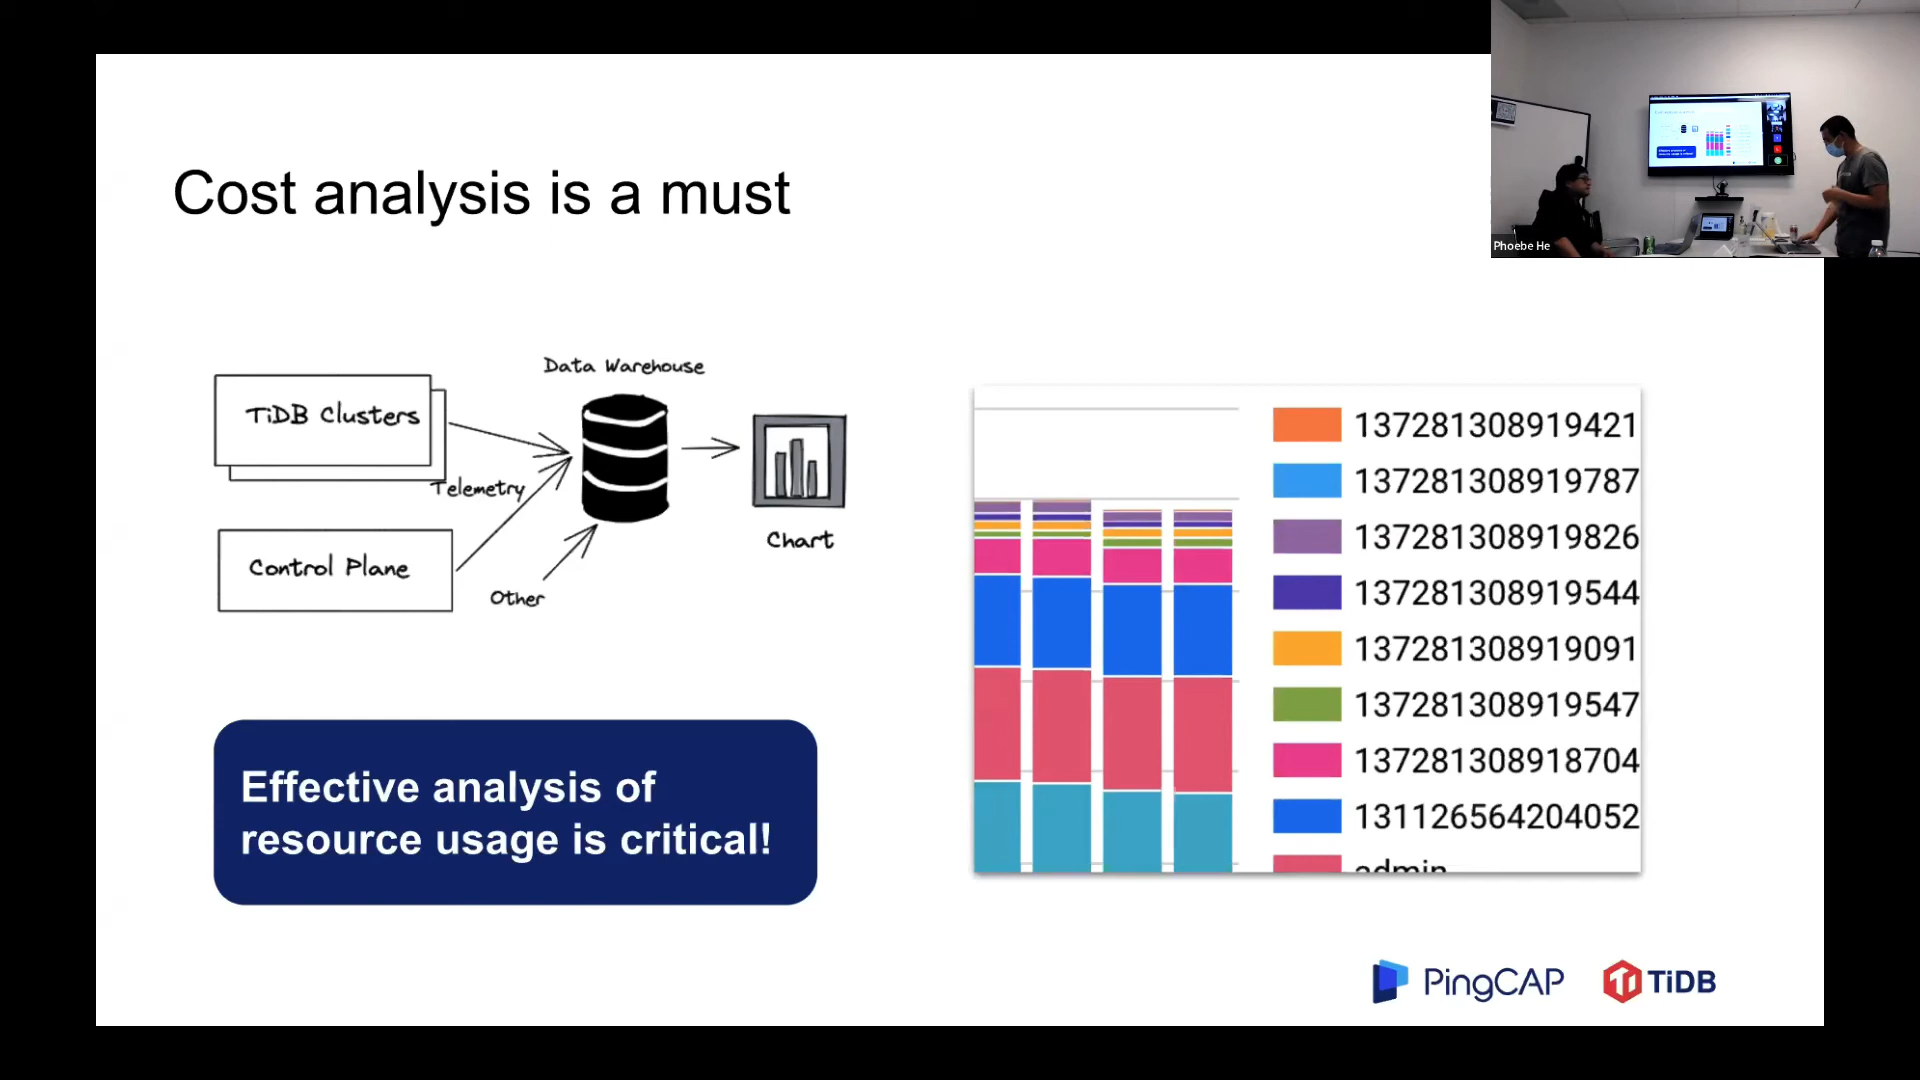 Cost analysis is a must
Phoebe He
Data Warehouse
TiDB Clusters
Telemetry
Control Plane
Other
Chart
Effective analysis of
resource usage is critical!
137281308919421
137281308919787
137281308919826
137281308919544
137281308919091
137281308919547
137281308918704
131126564204052
admin
PingCAP
TiDB